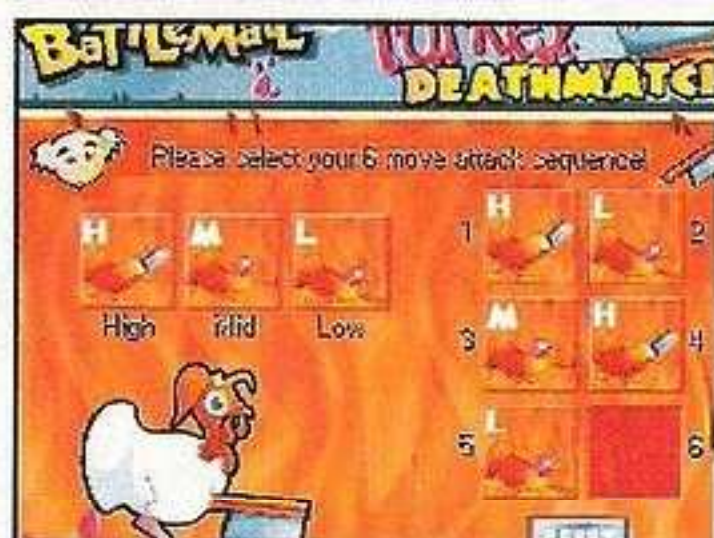 BATTLEMAIL TURKEY
DEATHMATCH
Please select your 6 move attack sequence!
H M L
High Mid Low
1 H L 2
3 M H 4
5 L 6